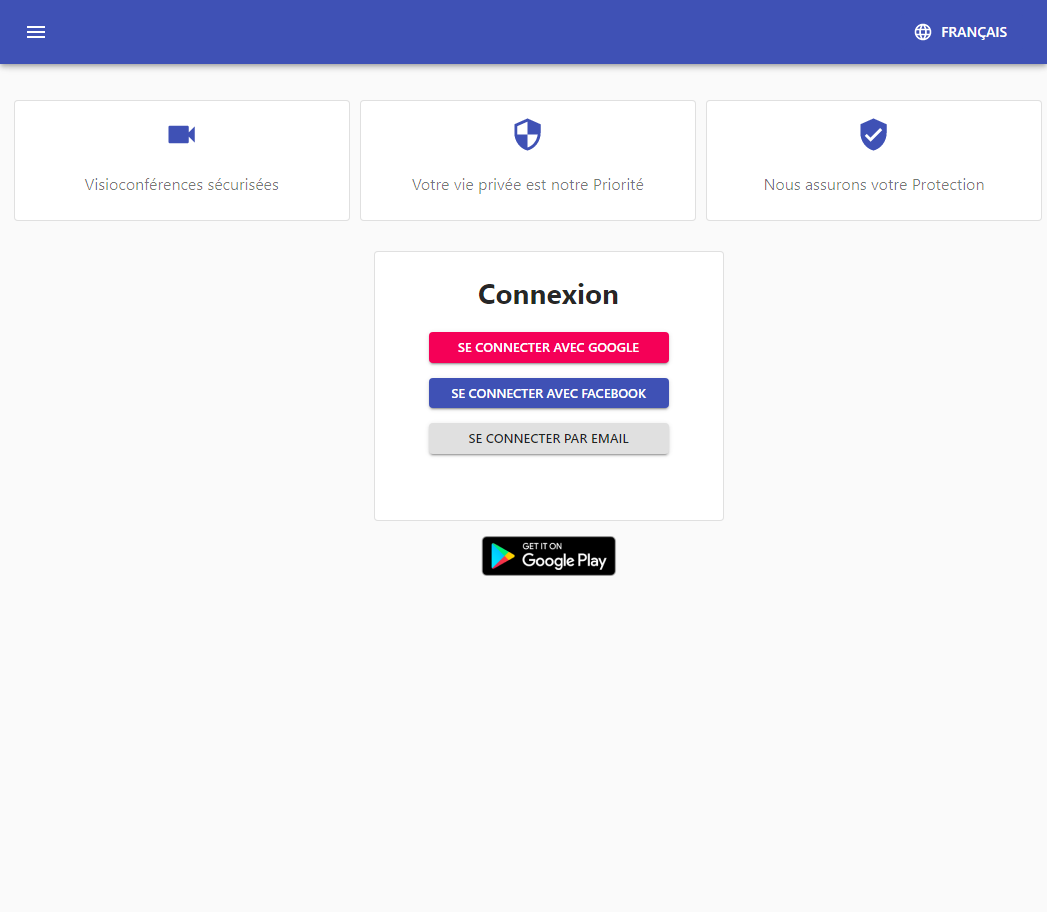 FRANÇAIS
Visioconférences sécurisées
Votre vie privée est notre Priorité
Nous assurons votre Protection
Connexion
SE CONNECTER AVEC GOOGLE
SE CONNECTER AVEC FACEBOOK
SE CONNECTER PAR EMAIL
GET IT ON
Google Play